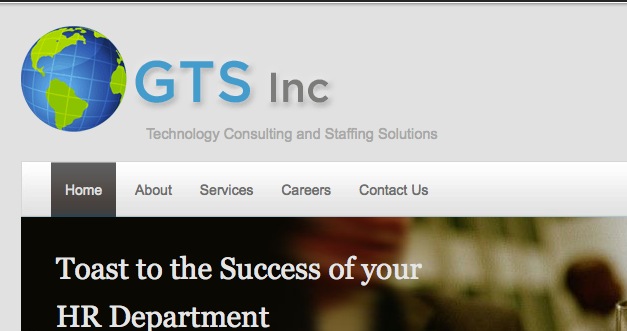 GTS Inc
Technology Consulting and Staffing Solutions
Home About Services Careers Contact Us
Toast to the Success of your
HR Department